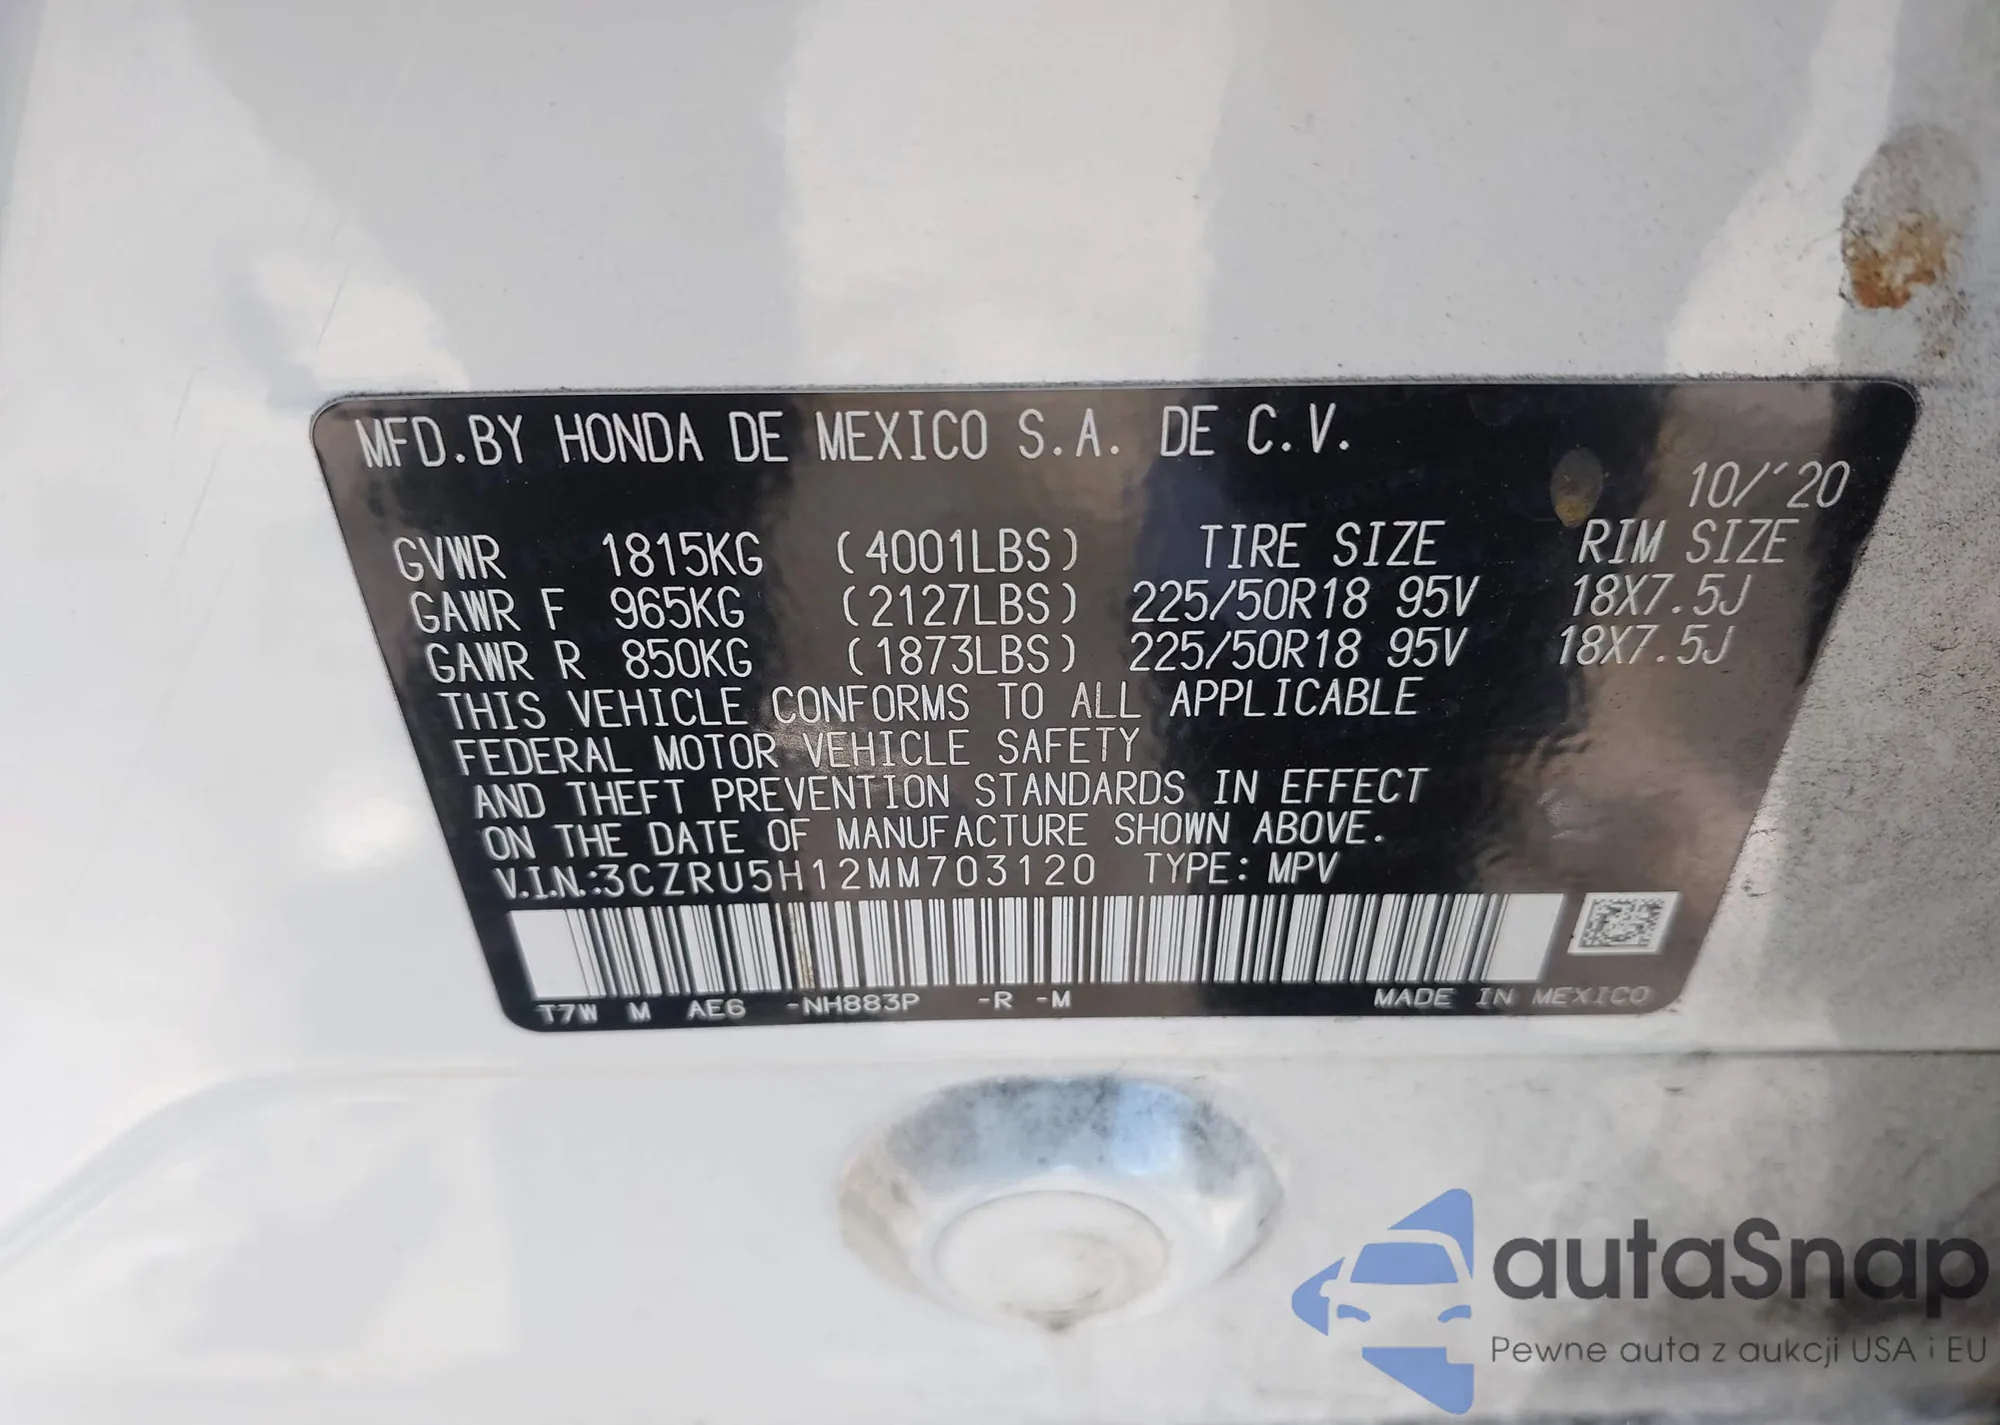 MFD.BY HONDA DE MEXICO S.A. DE C.V.
10/'20
GVWR 1815KG (4001LBS) TIRE SIZE RIM SIZE
GAWR F 965KG (2127LBS) 225/50R18 95V 18X7.5J
GAWR R 850KG (1873LBS) 225/50R18 95V 18X7.5J
THIS VEHICLE CONFORMS TO ALL APPLICABLE
FEDERAL MOTOR VEHICLE SAFETY
AND THEFT PREVENTION STANDARDS IN EFFECT
ON THE DATE OF MANUFACTURE SHOWN ABOVE.
V.I.N.:3CZRU5H12MM703120 TYPE: MPV
T7W M AE6 -NH883P -R -M MADE IN MEXICO
autaSnap
Pewne auta z aukcji USA i EU